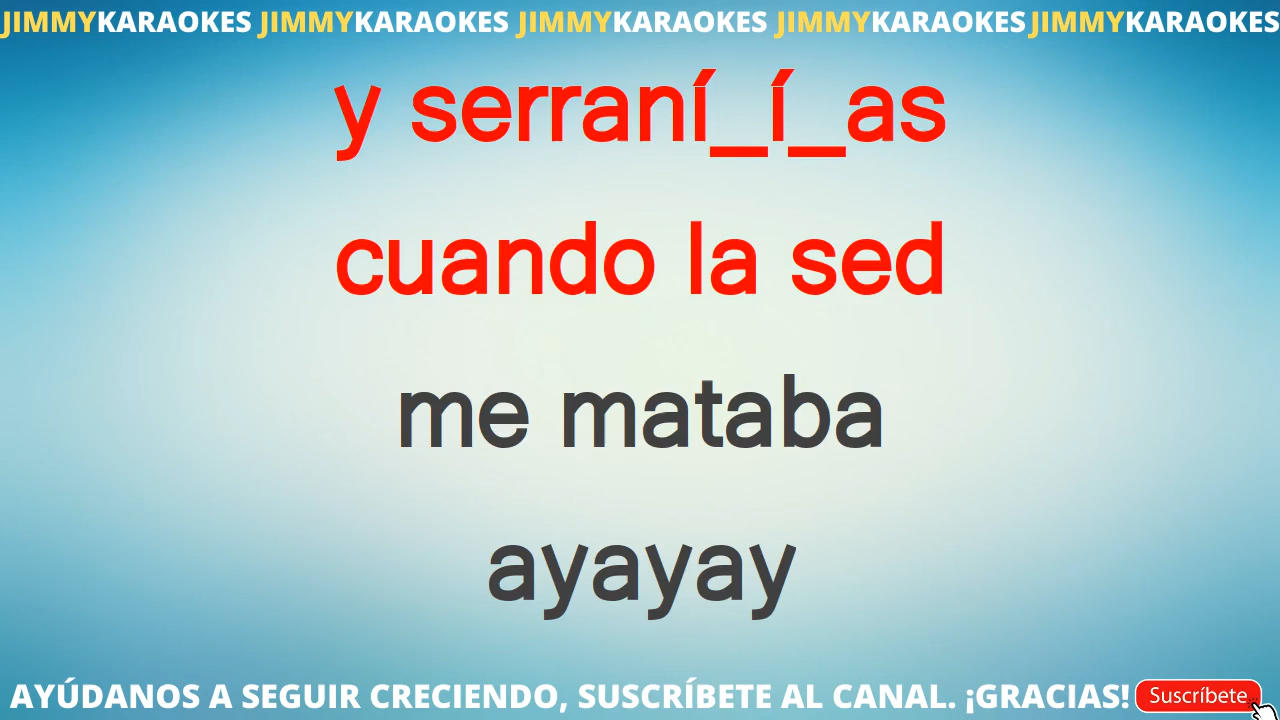 JIMMYKARAOKES JIMMYKARAOKES JIMMYKARAOKES JIMMYKARAOKES JIMMYKARAOKES
y serraní_í_as
cuando la sed
me mataba
ayayay
AYÚDANOS A SEGUIR CRECIENDO, SUSCRÍBETE AL CANAL. ¡GRACIAS! Suscríbete